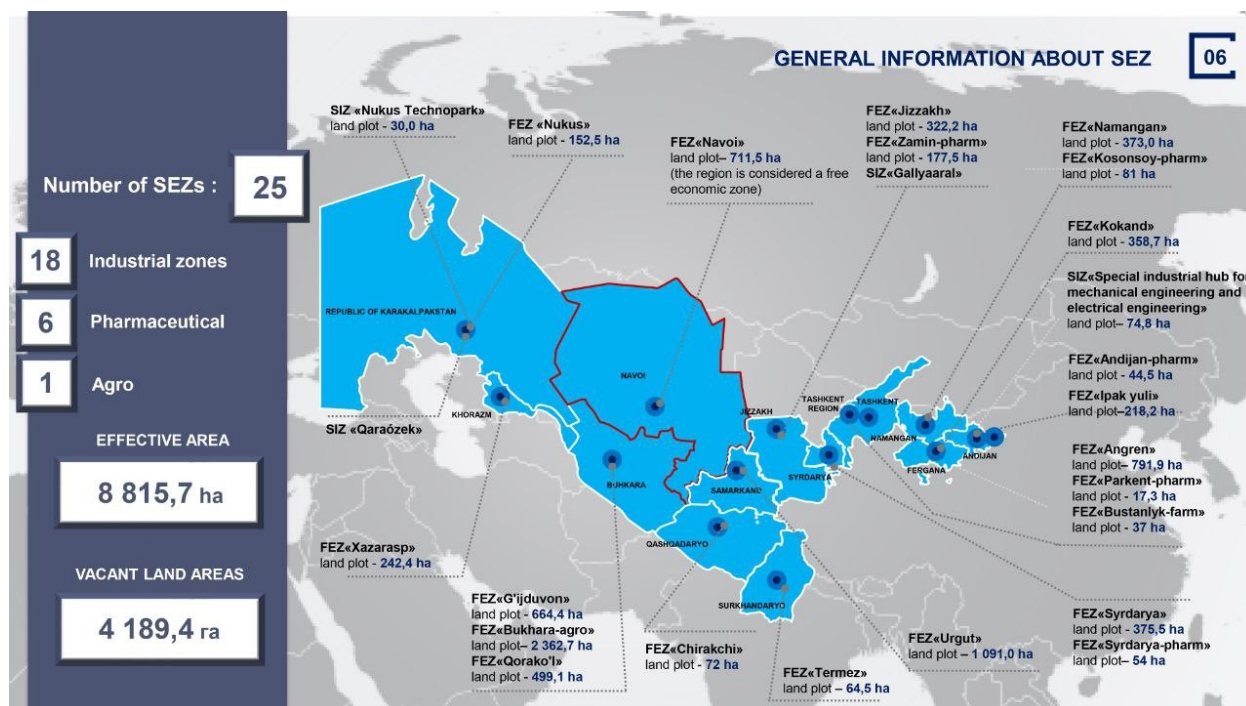 GENERAL INFORMATION ABOUT SEZ
06
Number of SEZs :
25
18
Industrial zones
6
Pharmaceutical
1
Agro
EFFECTIVE AREA
8 815,7 ha
VACANT LAND AREAS
4 189,4 га
SIZ «Nukus Technopark»
land plot - 30,0 ha
FEZ «Nukus»
land plot - 152,5 ha
FEZ«Navoi»
land plot– 711,5 ha
(the region is considered a free
economic zone)
FEZ«Jizzakh»
land plot - 322,2 ha
FEZ«Zamin-pharm»
land plot - 177,5 ha
SIZ«Gallyaaral»
FEZ«Namangan»
land plot - 373,0 ha
FEZ«Kosonsoy-pharm»
land plot - 81 ha
FEZ«Kokand»
land plot - 358,7 ha
SIZ«Special industrial hub for
mechanical engineering and
electrical engineering»
land plot– 74,8 ha
FEZ«Andijan-pharm»
land plot - 44,5 ha
FEZ«Ipak yuli»
land plot–218,2 ha
FEZ«Angren»
land plot– 791,9 ha
FEZ«Parkent-pharm»
land plot - 17,3 ha
FEZ«Bustanlyk-farm»
land plot - 37 ha
REPUBLIC OF KARAKALPAKSTAN
NAVOI
KHORAZM
BUHKARA
JIZZAKH
TASHKENT
REGION
TASHKENT
NAMANGAN
ANDIJAN
FERGANA
SYRDARYA
SAMARKAND
QASHQADARYO
SURKHANDARYO
SIZ «Qaraózek»
FEZ«Xazarasp»
land plot - 242,4 ha
FEZ«G'ijduvon»
land plot - 664,4 ha
FEZ«Bukhara-agro»
land plot– 2 362,7 ha
FEZ«Qorako'l»
land plot - 499,1 ha
FEZ«Chirakchi»
land plot - 72 ha
FEZ«Termez»
land plot – 64,5 ha
FEZ«Urgut»
land plot – 1 091,0 ha
FEZ«Syrdarya»
land plot - 375,5 ha
FEZ«Syrdarya-pharm»
land plot– 54 ha